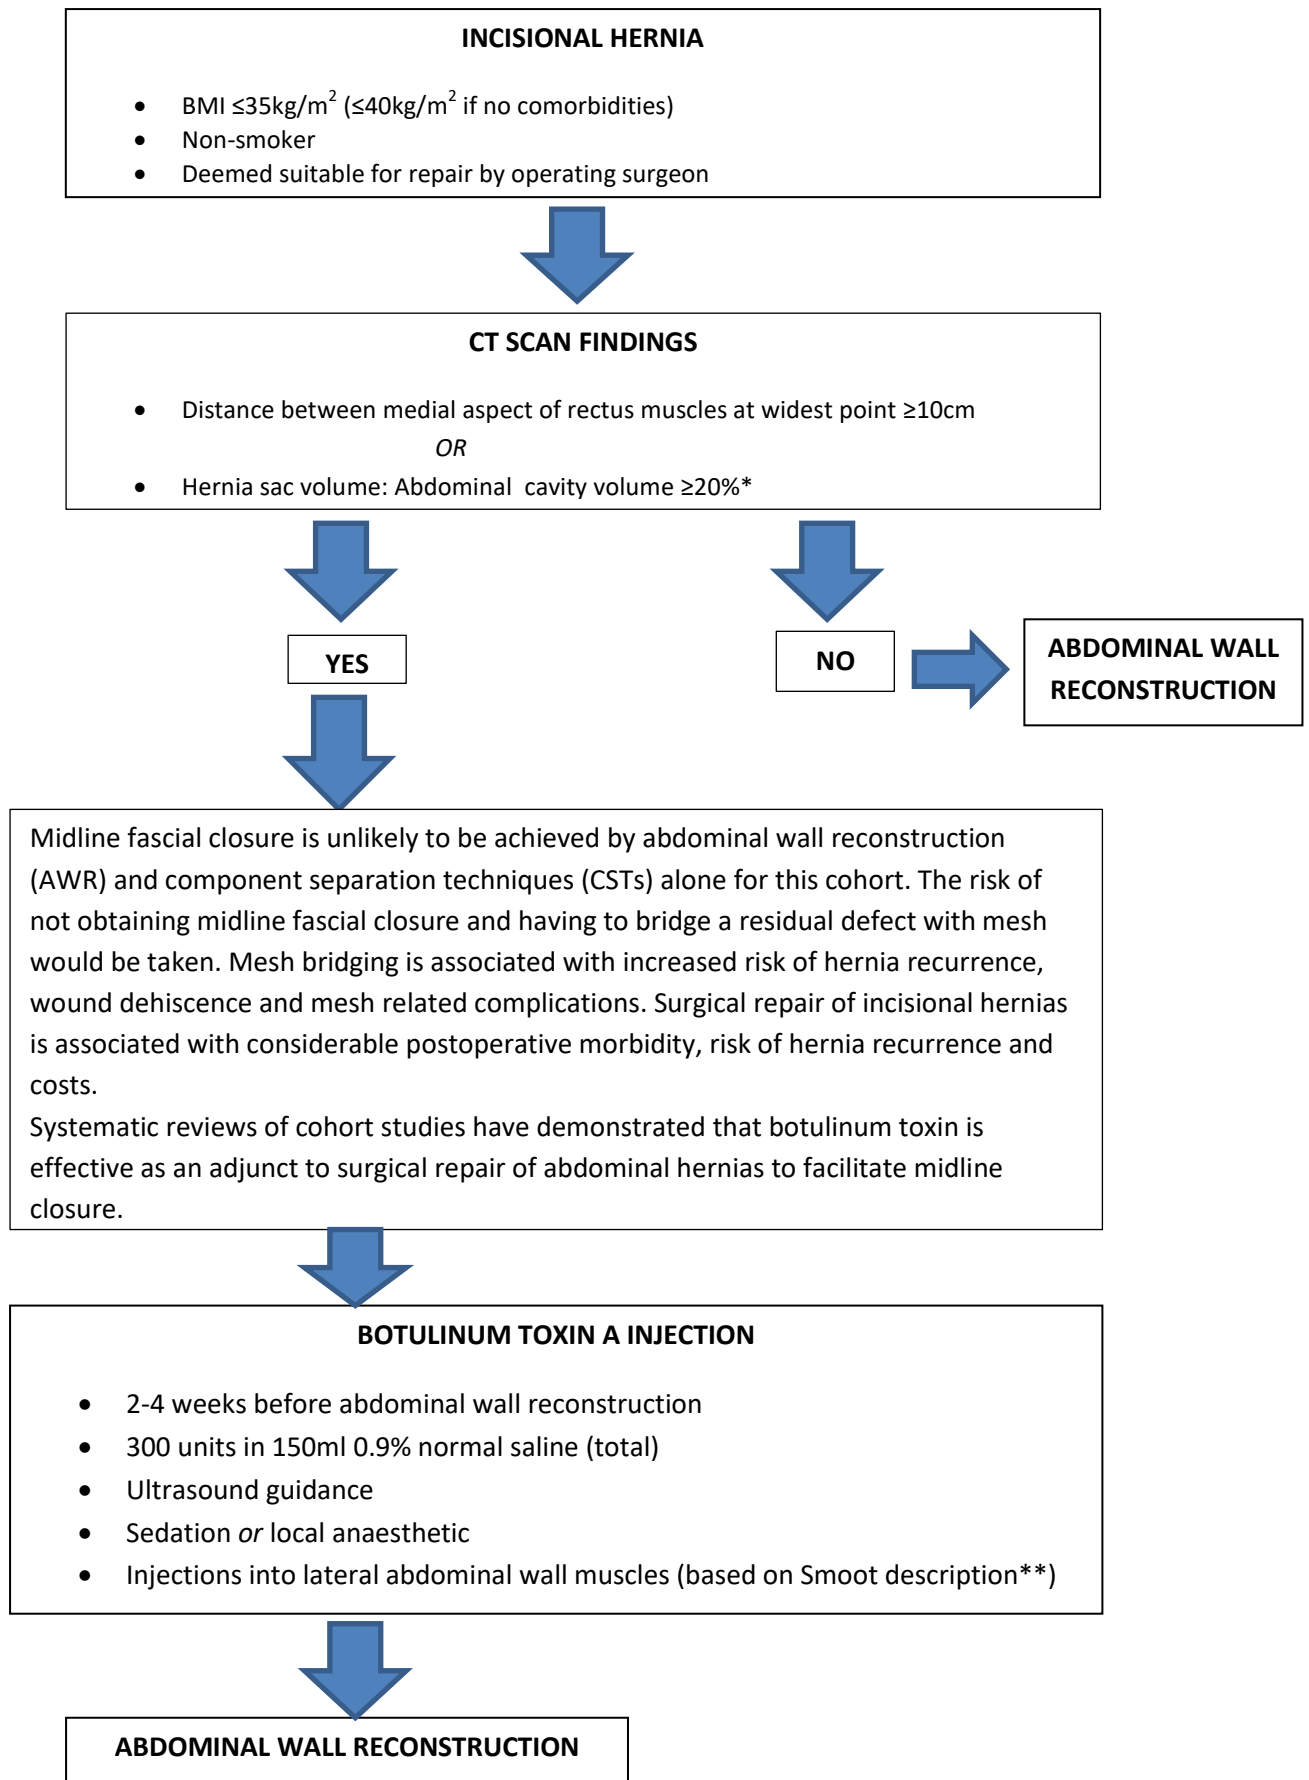 INCISIONAL HERNIA
• BMI ≤35kg/m² (≤40kg/m² if no comorbidities)
• Non-smoker
• Deemed suitable for repair by operating surgeon
CT SCAN FINDINGS
• Distance between medial aspect of rectus muscles at widest point ≥10cm
OR
• Hernia sac volume: Abdominal cavity volume ≥20%*
YES
NO
ABDOMINAL WALL
RECONSTRUCTION
Midline fascial closure is unlikely to be achieved by abdominal wall reconstruction
(AWR) and component separation techniques (CSTs) alone for this cohort. The risk of
not obtaining midline fascial closure and having to bridge a residual defect with mesh
would be taken. Mesh bridging is associated with increased risk of hernia recurrence,
wound dehiscence and mesh related complications. Surgical repair of incisional hernias
is associated with considerable postoperative morbidity, risk of hernia recurrence and
costs.
Systematic reviews of cohort studies have demonstrated that botulinum toxin is
effective as an adjunct to surgical repair of abdominal hernias to facilitate midline
closure.
BOTULINUM TOXIN A INJECTION
• 2-4 weeks before abdominal wall reconstruction
• 300 units in 150ml 0.9% normal saline (total)
• Ultrasound guidance
• Sedation or local anaesthetic
• Injections into lateral abdominal wall muscles (based on Smoot description**)
ABDOMINAL WALL RECONSTRUCTION